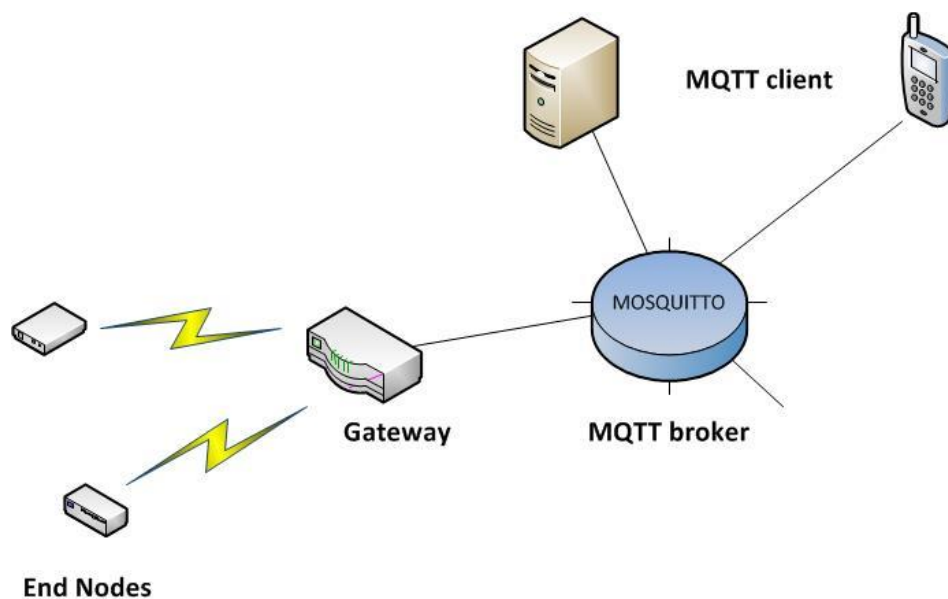 MQTT client
MOSQUITTO
Gateway
MQTT broker
End Nodes